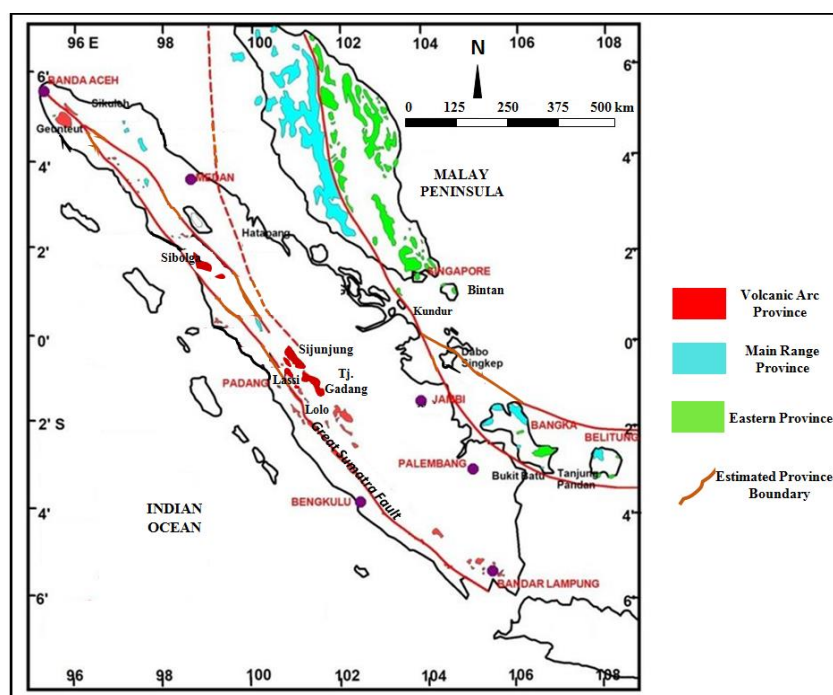 96 E 98 100 102 104 106 108
N
6'
BANDA ACEH
Sikuleh
Geunteut
0 125 250 375 500 km
6'
4'
MEDAN
MALAY
PENINSULA
4'
2'
Hatapang
Sibolga
SINGAPORE
Bintan
2'
Kundur
0'
Sijunjung
Dabo
Singkep
0'
PADANG
Lassi
Tj.
Gadang
JAMBI
2' S
Lolo
BANGKA
BELITUNG
2'
Great Sumatra Fault
PALEMBANG
Bukit Batu
Tanjung
Pandan
INDIAN
OCEAN
BENGKULU
4'
4'
BANDAR LAMPUNG
6'
6'
96 98 100 102 104 106 108
Volcanic Arc
Province
Main Range
Province
Eastern Province
Estimated Province
Boundary